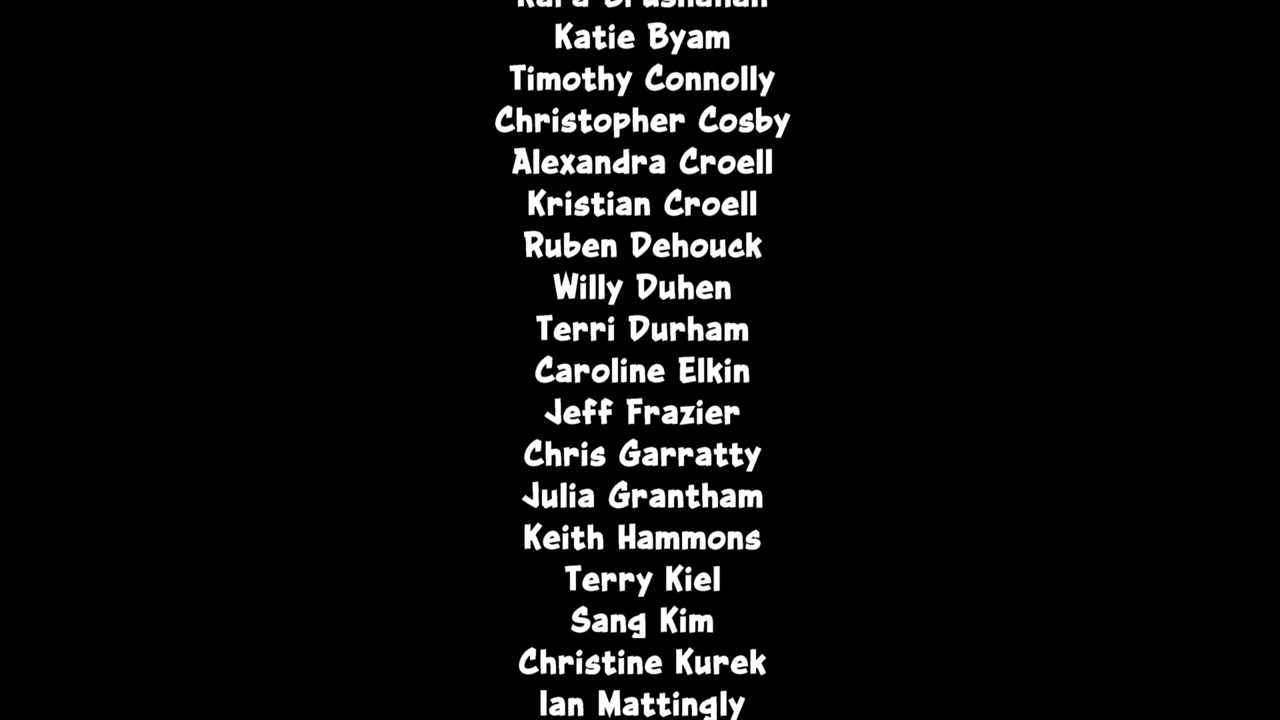 Katie Byam
Timothy Connolly
Christopher Cosby
Alexandra Croell
Kristian Croell
Ruben Dehouck
Willy Duhen
Terri Durham
Caroline Elkin
Jeff Frazier
Chris Garratty
Julia Grantham
Keith Hammons
Terry Kiel
Sang Kim
Christine Kurek
Ian Mattingly